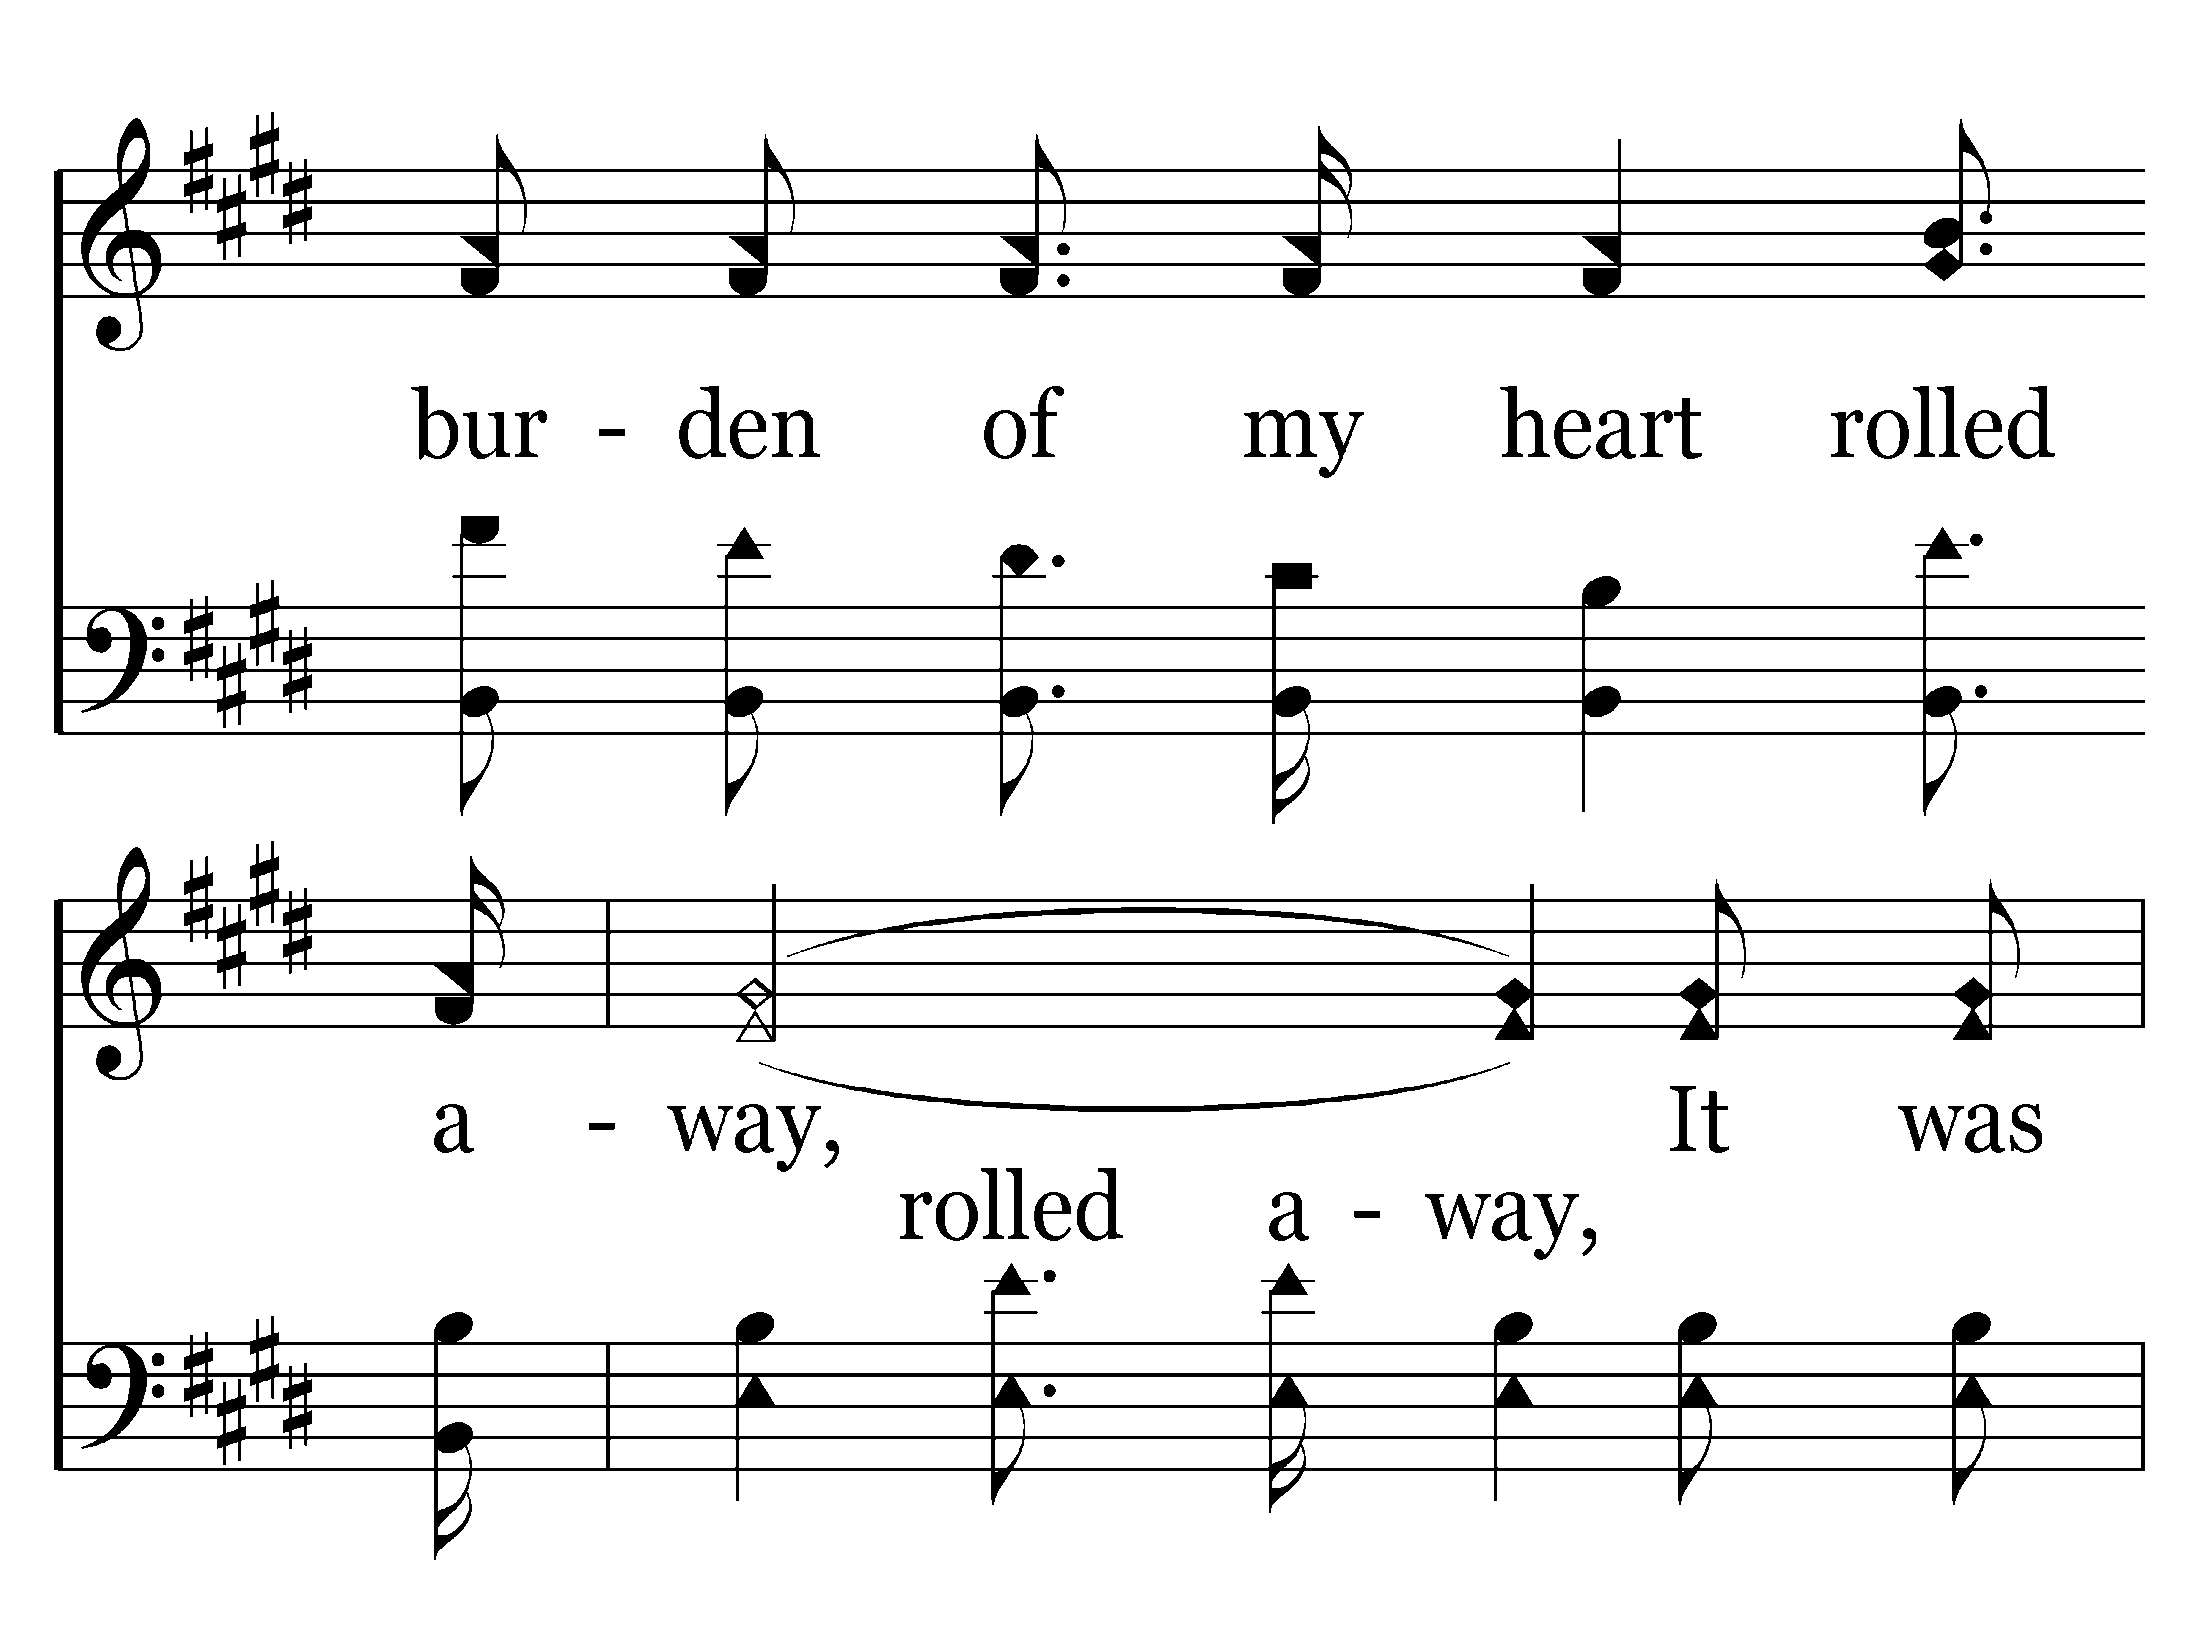 bur - den of my heart rolled
a - way, It was
rolled a - way,